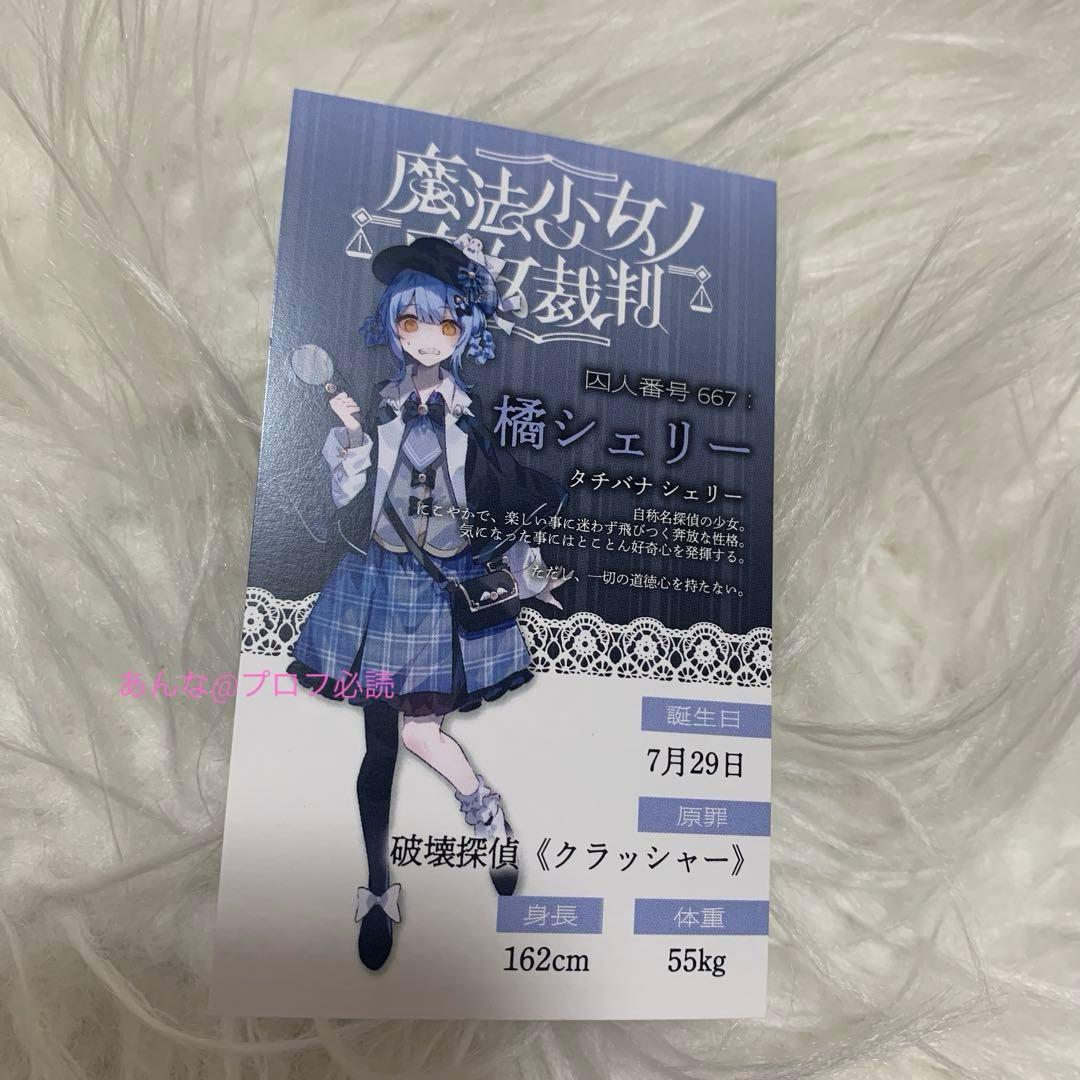 魔法少女ノ
女裁判
囚人番号 667：
橘シェリー
タチバナ シェリー
自称名探偵の少女。
にこやかで、楽しい事に迷わず飛びつく奔放な性格。
気になった事にはとことん好奇心を発揮する。
ただし、一切の道徳心を持たない。
あんな@プロフ必読
誕生日
7月29日
原罪
破壊探偵《クラッシャー》
身長
体重
162cm
55kg